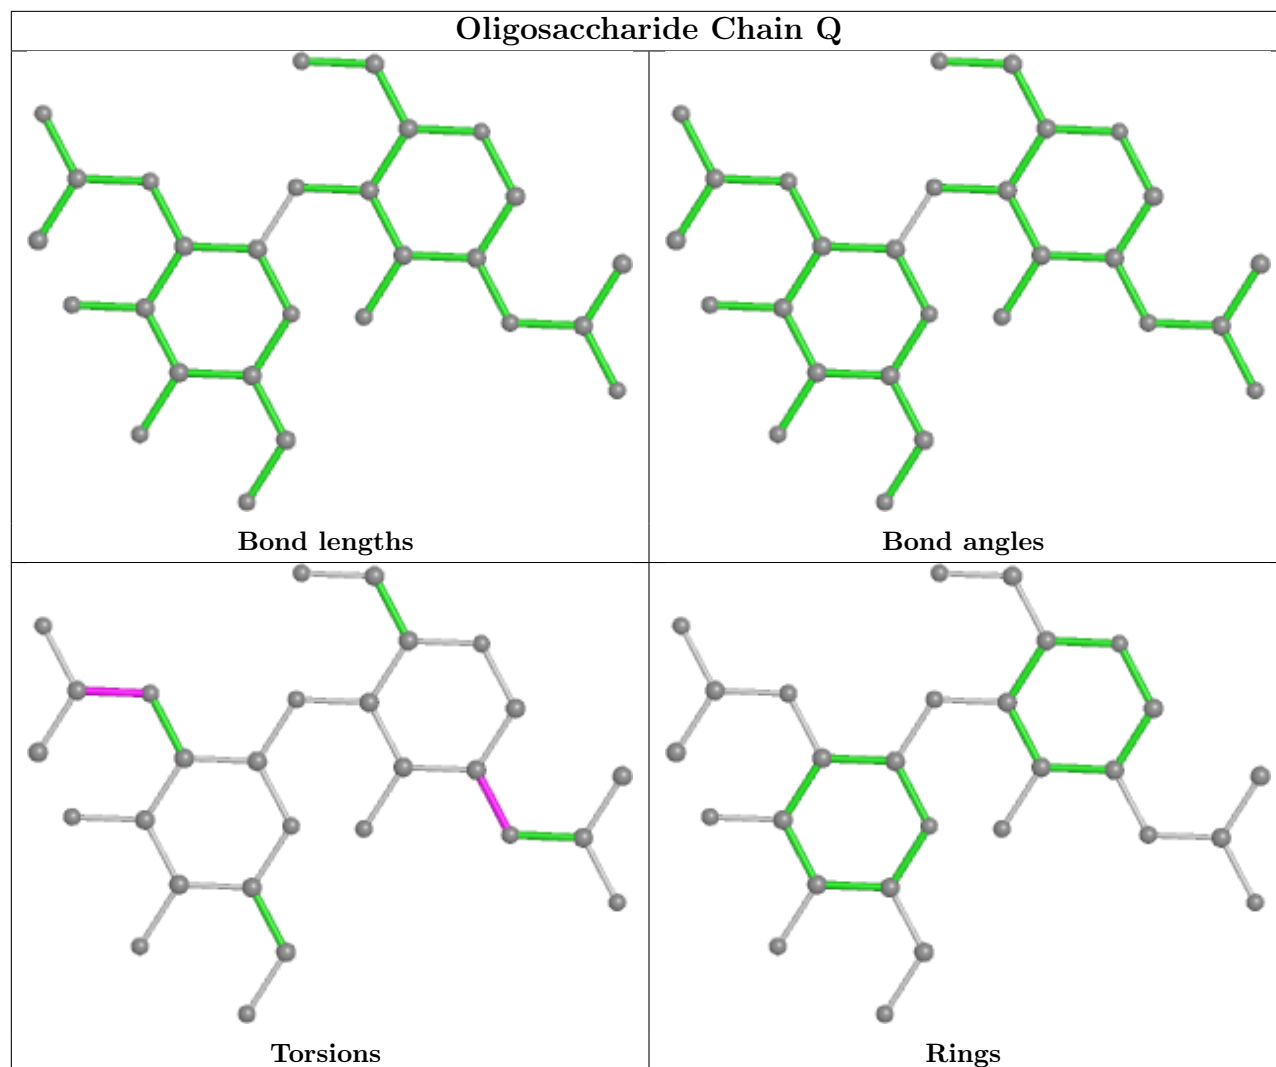 Oligosaccharide Chain Q
Bond lengths
Bond angles
Torsions
Rings